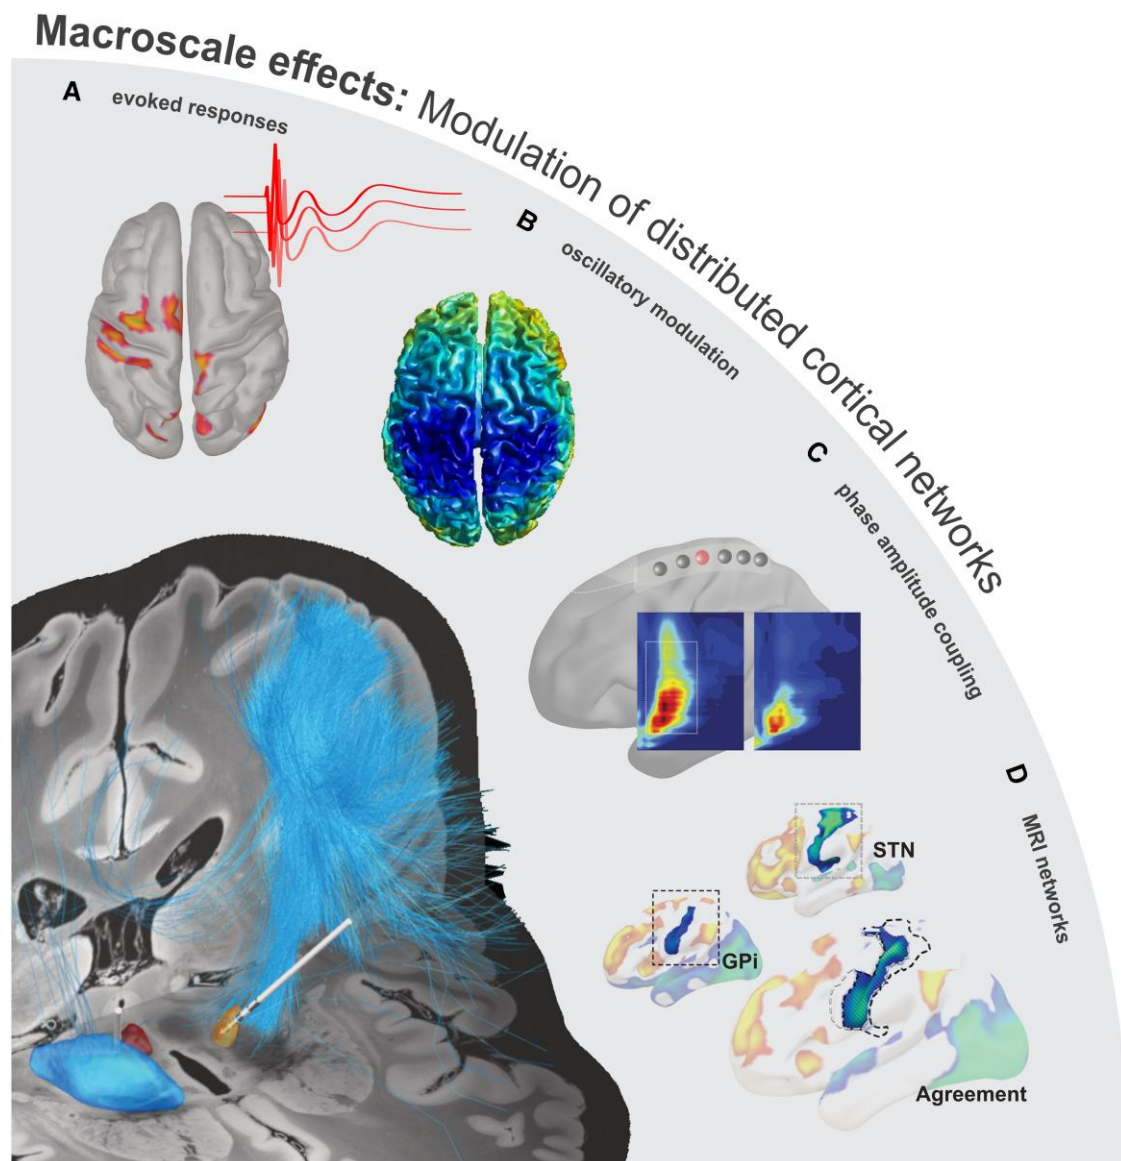 Macroscale effects: Modulation of distributed cortical networks
A
evoked responses
B
oscillatory modulation
C
phase amplitude coupling
D
MRI networks
STN
GPi
Agreement